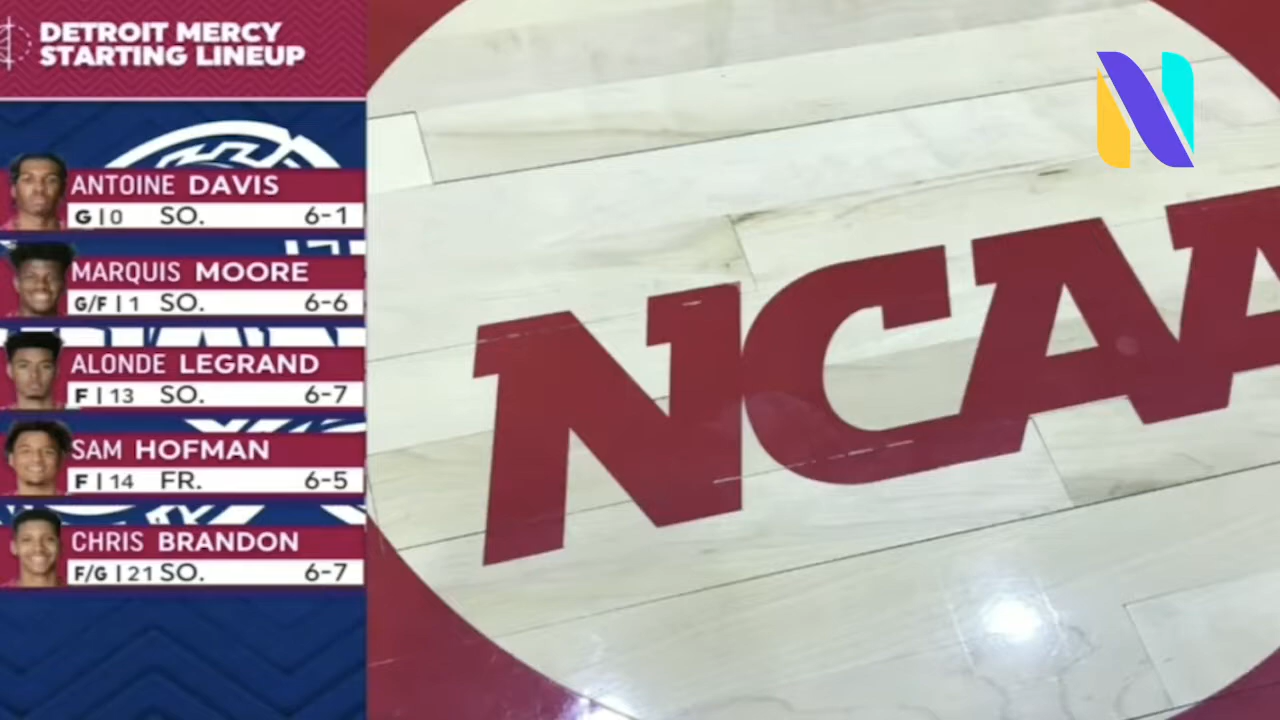 DETROIT MERCY
STARTING LINEUP
ANTOINE DAVIS
G | 0 SO. 6-1
MARQUIS MOORE
G/F | 1 SO. 6-6
ALONDE LEGRAND
F | 13 SO. 6-7
SAM HOFMAN
F | 14 FR. 6-5
CHRIS BRANDON
F/G | 21 SO. 6-7
NCAA
N